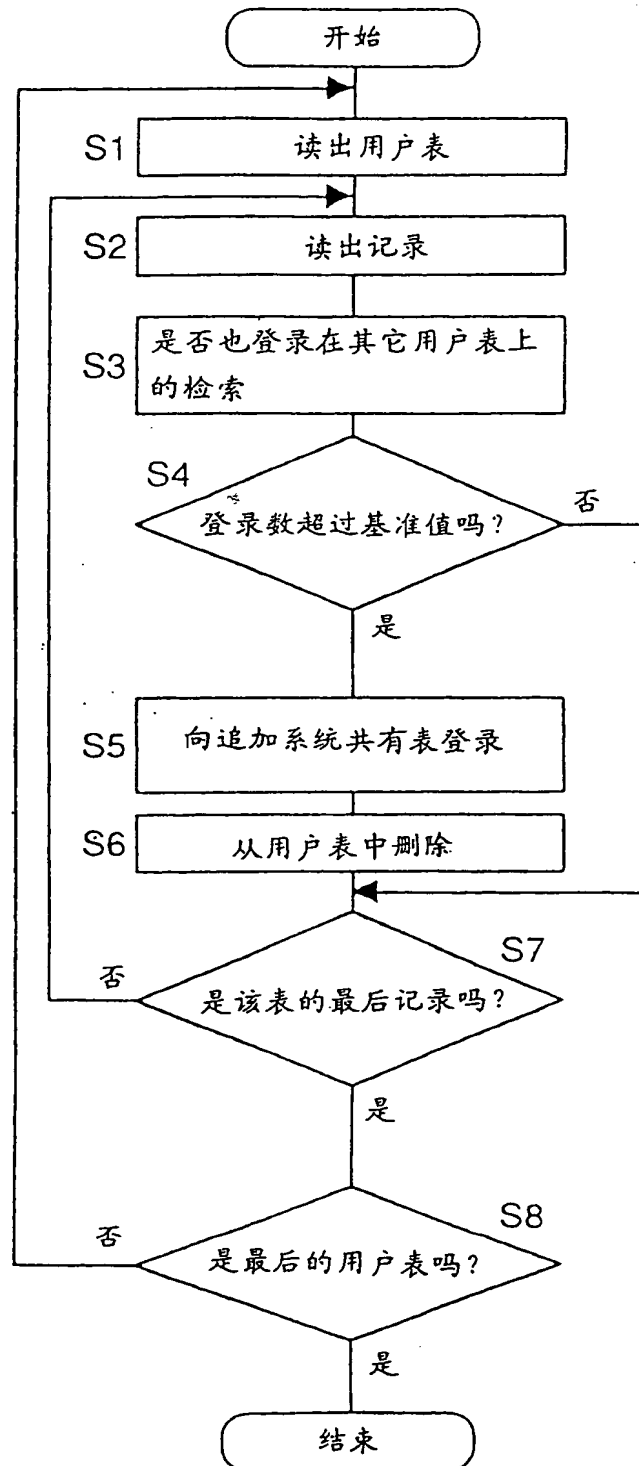 开始
S1
读出用户表
S2
读出记录
S3
是否也登录在其它用户表上
的检索
S4
登录数超过基准值吗?
否
是
S5
向追加系统共有表登录
S6
从用户表中删除
S7
否
是该表的最后记录吗?
是
S8
否
是最后的用户表吗?
是
结束